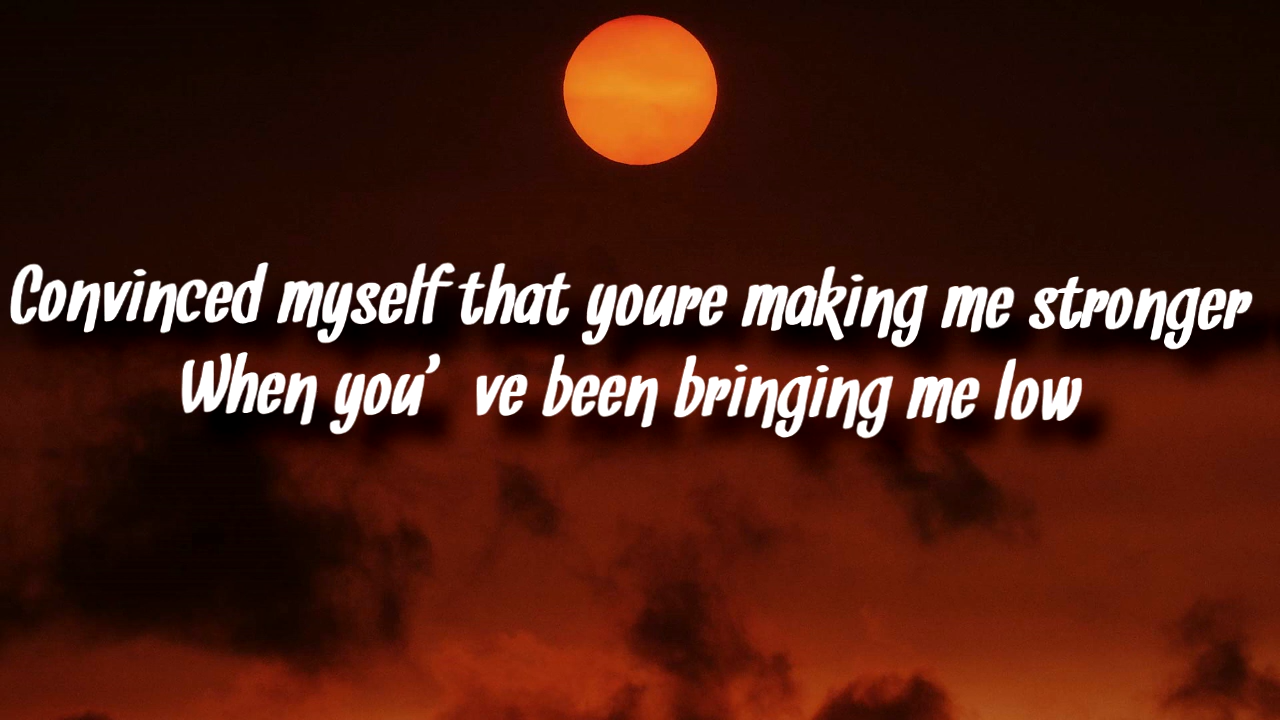 Convinced myself that youre making me stronger
When you’ ve been bringing me low